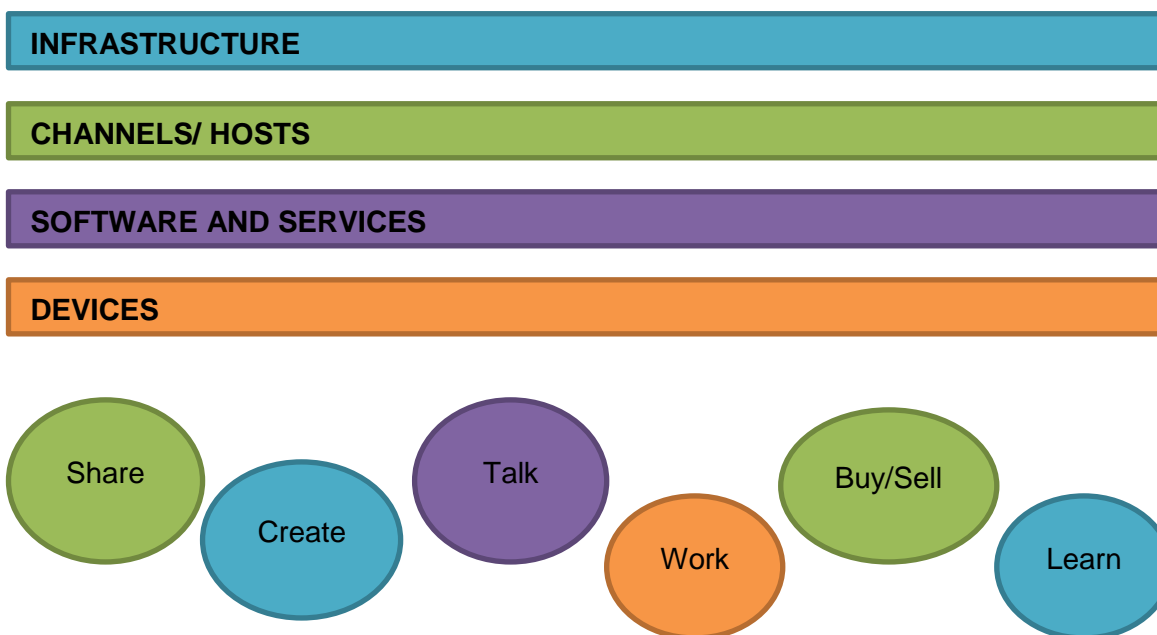 INFRASTRUCTURE
CHANNELS/ HOSTS
SOFTWARE AND SERVICES
DEVICES
Share
Create
Talk
Work
Buy/Sell
Learn